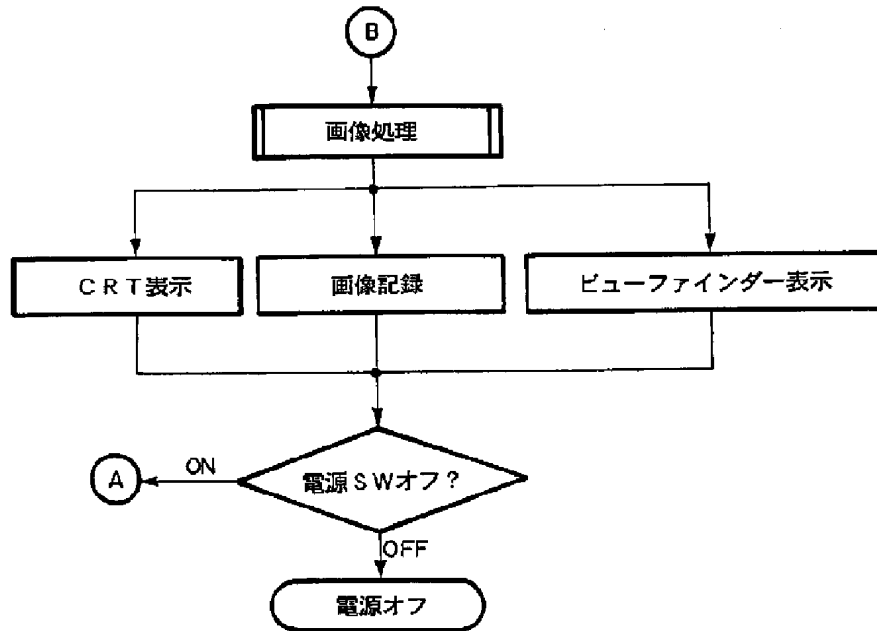 B
画像処理
CRT表示
画像記録
ビューファインダー表示
電源SWオフ?
ON
A
OFF
電源オフ